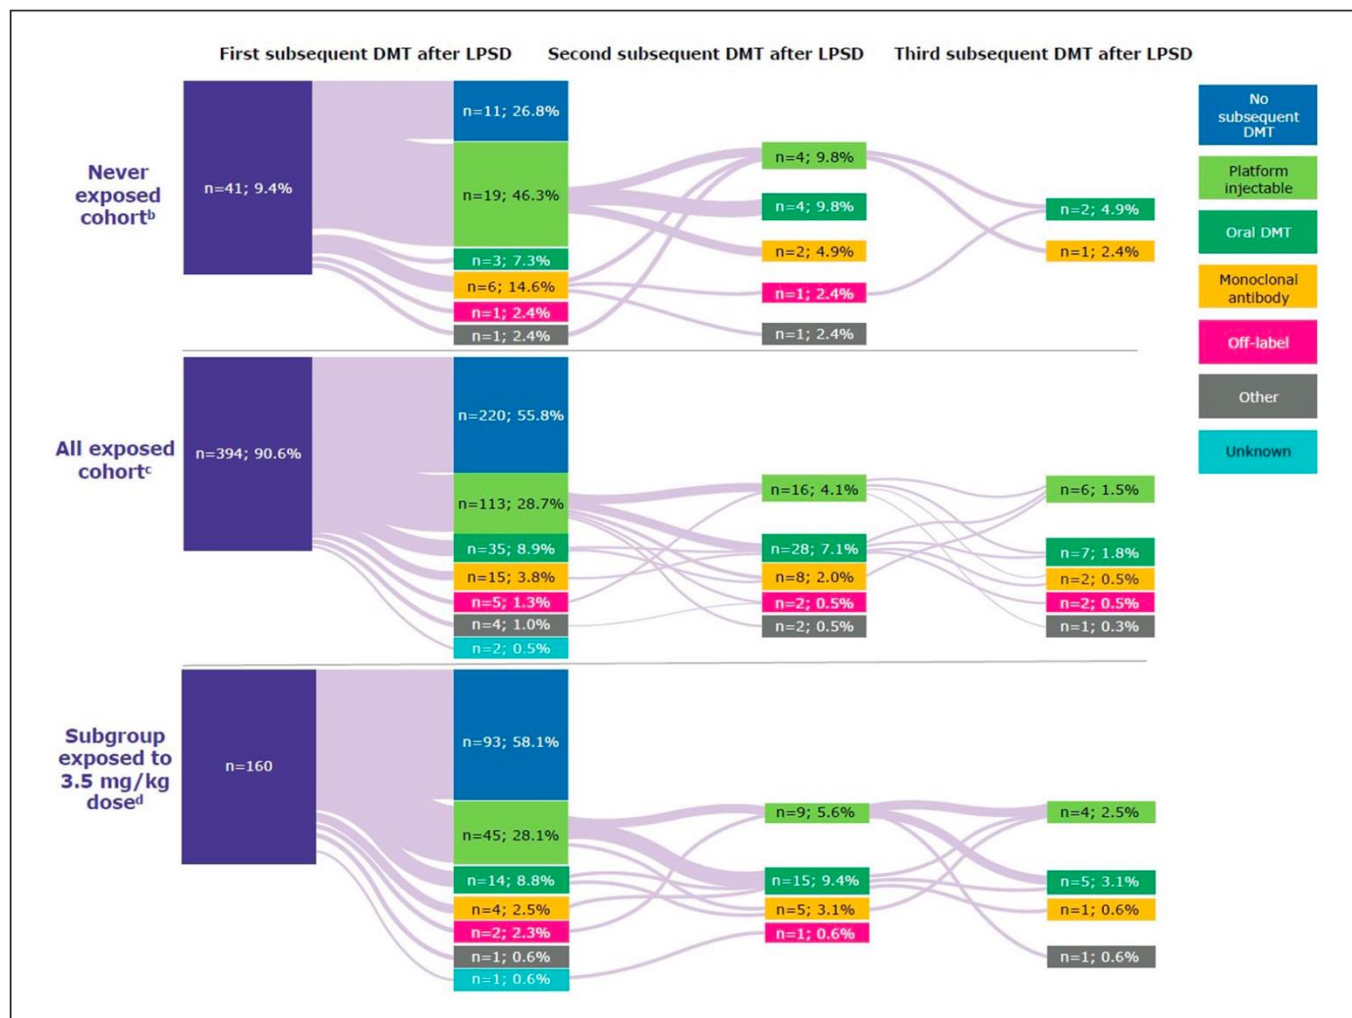 First subsequent DMT after LPSD
Second subsequent DMT after LPSD
Third subsequent DMT after LPSD
Never
exposed
cohortᵇ
n=41; 9.4%
n=11; 26.8%
n=19; 46.3%
n=3; 7.3%
n=6; 14.6%
n=1; 2.4%
n=1; 2.4%
n=4; 9.8%
n=4; 9.8%
n=2; 4.9%
n=1; 2.4%
n=1; 2.4%
n=2; 4.9%
n=1; 2.4%
All exposed
cohortᶜ
n=394; 90.6%
n=220; 55.8%
n=113; 28.7%
n=35; 8.9%
n=15; 3.8%
n=5; 1.3%
n=4; 1.0%
n=2; 0.5%
n=16; 4.1%
n=28; 7.1%
n=8; 2.0%
n=2; 0.5%
n=2; 0.5%
n=6; 1.5%
n=7; 1.8%
n=2; 0.5%
n=2; 0.5%
n=1; 0.3%
Subgroup
exposed to
3.5 mg/kg
doseᵈ
n=160
n=93; 58.1%
n=45; 28.1%
n=14; 8.8%
n=4; 2.5%
n=2; 2.3%
n=1; 0.6%
n=1; 0.6%
n=9; 5.6%
n=15; 9.4%
n=5; 3.1%
n=1; 0.6%
n=4; 2.5%
n=5; 3.1%
n=1; 0.6%
n=1; 0.6%
No
subsequent
DMT
Platform
injectable
Oral DMT
Monoclonal
antibody
Off-label
Other
Unknown